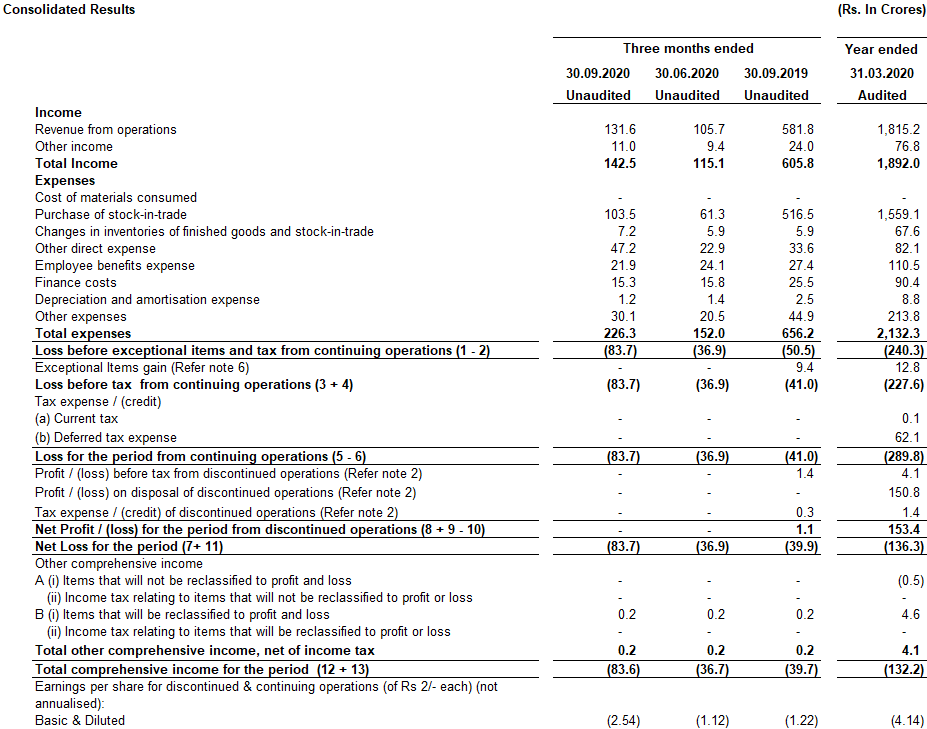 Consolidated Results (Rs. In Crores)
Three months ended Year ended
30.09.2020 30.06.2020 30.09.2019 31.03.2020
Unaudited Unaudited Unaudited Audited
Income
Revenue from operations 131.6 105.7 581.8 1,815.2
Other income 11.0 9.4 24.0 76.8
Total Income 142.5 115.1 605.8 1,892.0
Expenses
Cost of materials consumed - - - -
Purchase of stock-in-trade 103.5 61.3 516.5 1,559.1
Changes in inventories of finished goods and stock-in-trade 7.2 5.9 5.9 67.6
Other direct expense 47.2 22.9 33.6 82.1
Employee benefits expense 21.9 24.1 27.4 110.5
Finance costs 15.3 15.8 25.5 90.4
Depreciation and amortisation expense 1.2 1.4 2.5 8.8
Other expenses 30.1 20.5 44.9 213.8
Total expenses 226.3 152.0 656.2 2,132.3
Loss before exceptional items and tax from continuing operations (1 - 2) (83.7) (36.9) (50.5) (240.3)
Exceptional Items gain (Refer note 6) - - 9.4 12.8
Loss before tax from continuing operations (3 + 4) (83.7) (36.9) (41.0) (227.6)
Tax expense / (credit)
(a) Current tax - - - 0.1
(b) Deferred tax expense - - - 62.1
Loss for the period from continuing operations (5 - 6) (83.7) (36.9) (41.0) (289.8)
Profit / (loss) before tax from discontinued operations (Refer note 2) - - 1.4 4.1
Profit / (loss) on disposal of discontinued operations (Refer note 2) - - - 150.8
Tax expense / (credit) of discontinued operations (Refer note 2) - - 0.3 1.4
Net Profit / (loss) for the period from discontinued operations (8 + 9 - 10) - - 1.1 153.4
Net Loss for the period (7+ 11) (83.7) (36.9) (39.9) (136.3)
Other comprehensive income
A (i) Items that will not be reclassified to profit and loss - - - (0.5)
(ii) Income tax relating to items that will not be reclassified to profit or loss - - - -
B (i) Items that will be reclassified to profit and loss 0.2 0.2 0.2 4.6
(ii) Income tax relating to items that will be reclassified to profit or loss - - - -
Total other comprehensive income, net of income tax 0.2 0.2 0.2 4.1
Total comprehensive income for the period (12 + 13) (83.6) (36.7) (39.7) (132.2)
Earnings per share for discontinued & continuing operations (of Rs 2/- each) (not
annualised):
Basic & Diluted (2.54) (1.12) (1.22) (4.14)